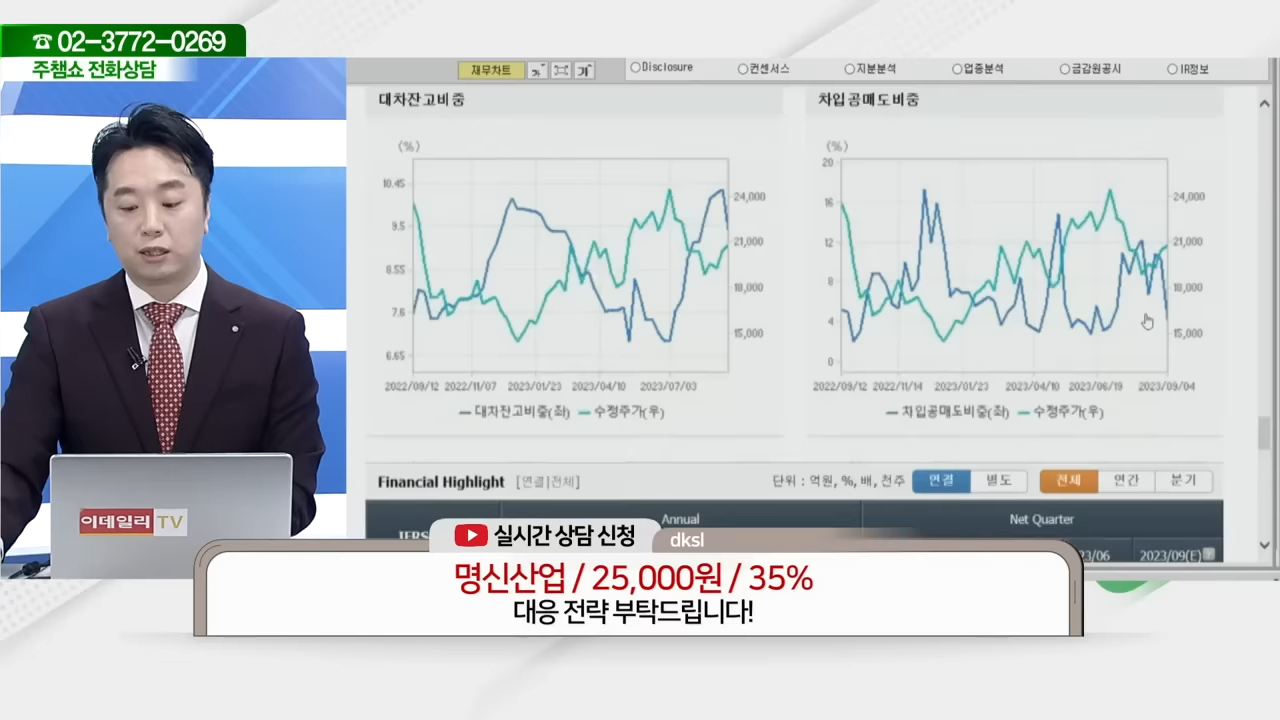 ☎ 02-3772-0269
주챔쇼 전화상담
재무차트
가
가
Disclosure
컨센서스
지분분석
업종분석
금감원공시
IR정보
대차잔고비중
(%)
10.45
9.5
8.55
7.6
6.65
24,000
21,000
18,000
15,000
2022/09/12 2022/11/07 2023/01/23 2023/04/10 2023/07/03
대차잔고비중(좌) 수정주가(우)
차입공매도비중
(%)
20
16
12
8
4
0
24,000
21,000
18,000
15,000
2022/09/12 2022/11/14 2023/01/23 2023/04/10 2023/06/19 2023/09/04
차입공매도비중(좌) 수정주가(우)
Financial Highlight [연결|전체]
단위 : 억원, %, 배, 천주
연결 별도
전체 연간 분기
Annual
Net Quarter
2023/09(E)
이데일리TV
실시간 상담 신청
dksl
명신산업 / 25,000원 / 35%
대응 전략 부탁드립니다!